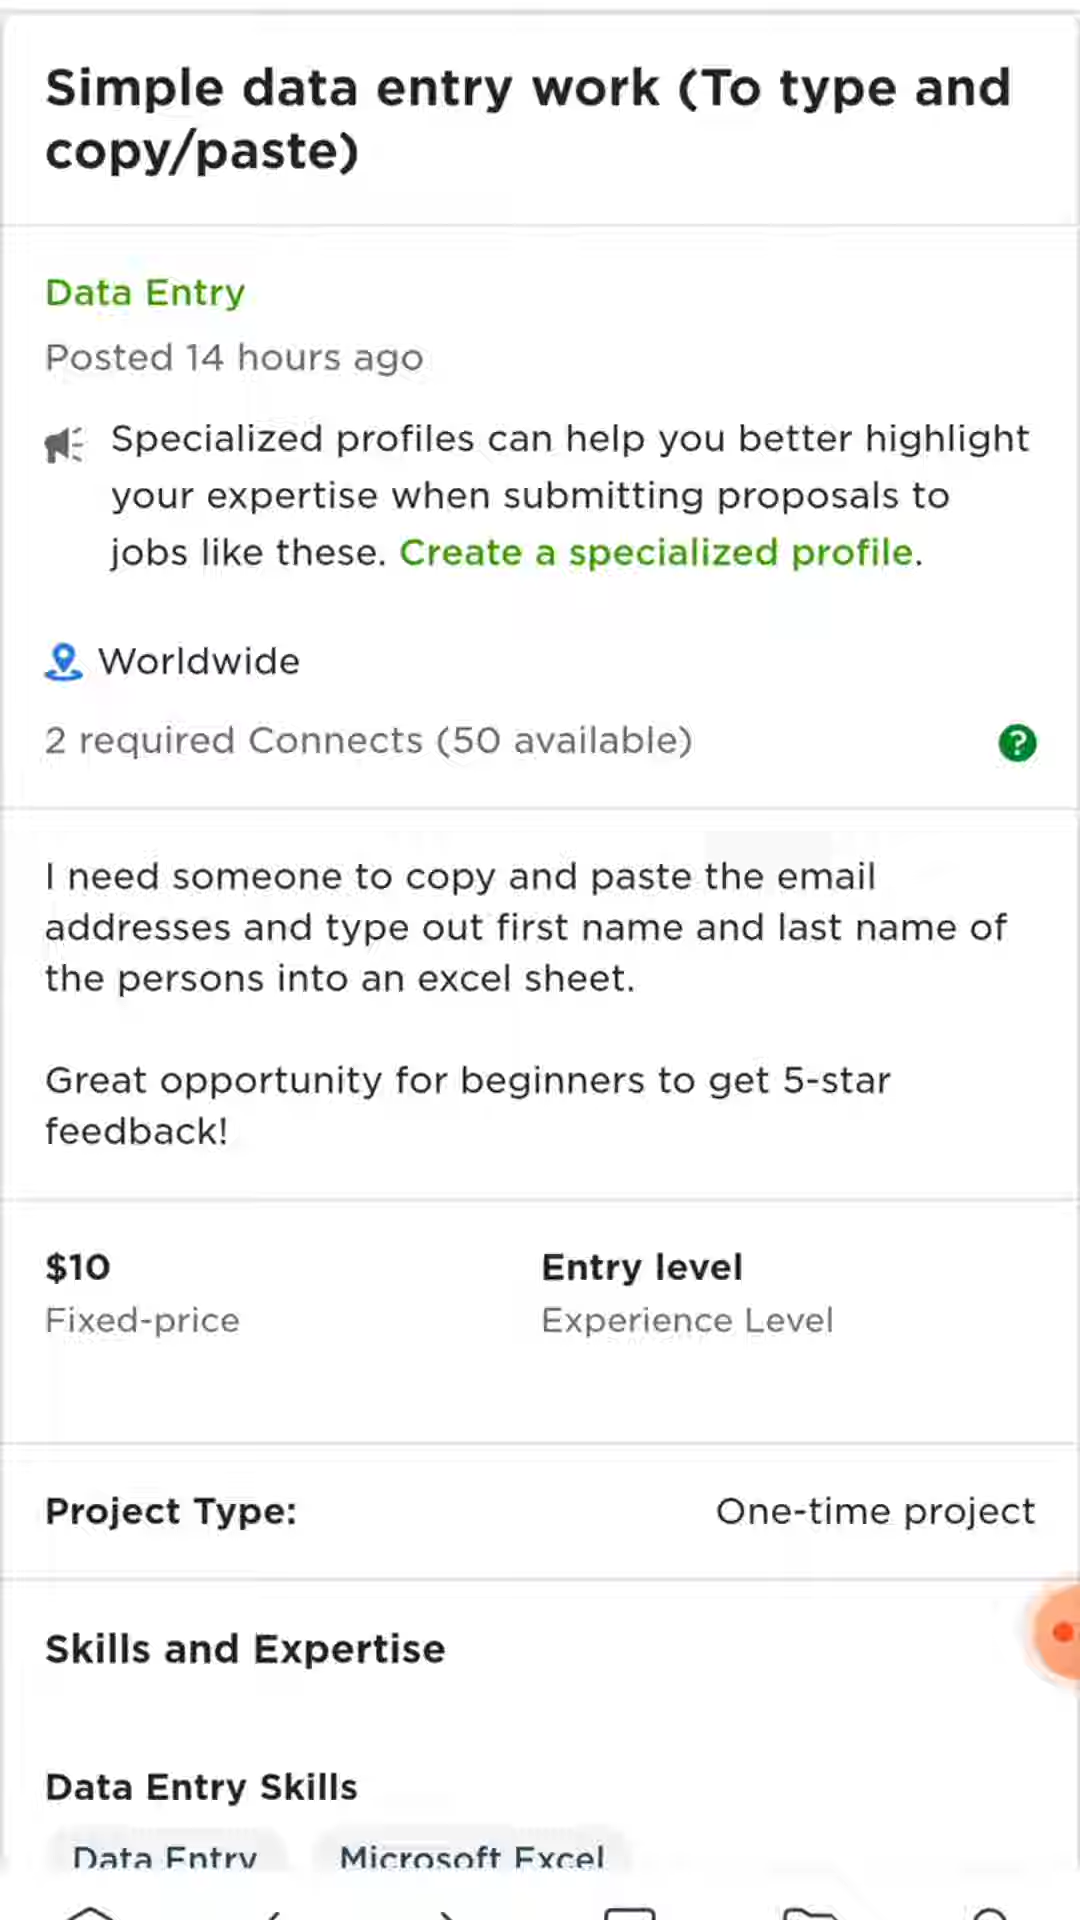 Simple data entry work (To type and
copy/paste)
Data Entry
Posted 14 hours ago
Specialized profiles can help you better highlight
your expertise when submitting proposals to
jobs like these. Create a specialized profile.
Worldwide
2 required Connects (50 available)
?
I need someone to copy and paste the email
addresses and type out first name and last name of
the persons into an excel sheet.
Great opportunity for beginners to get 5-star
feedback!
$10
Fixed-price
Entry level
Experience Level
Project Type:
One-time project
Skills and Expertise
Data Entry Skills
Data Entry
Microsoft Excel